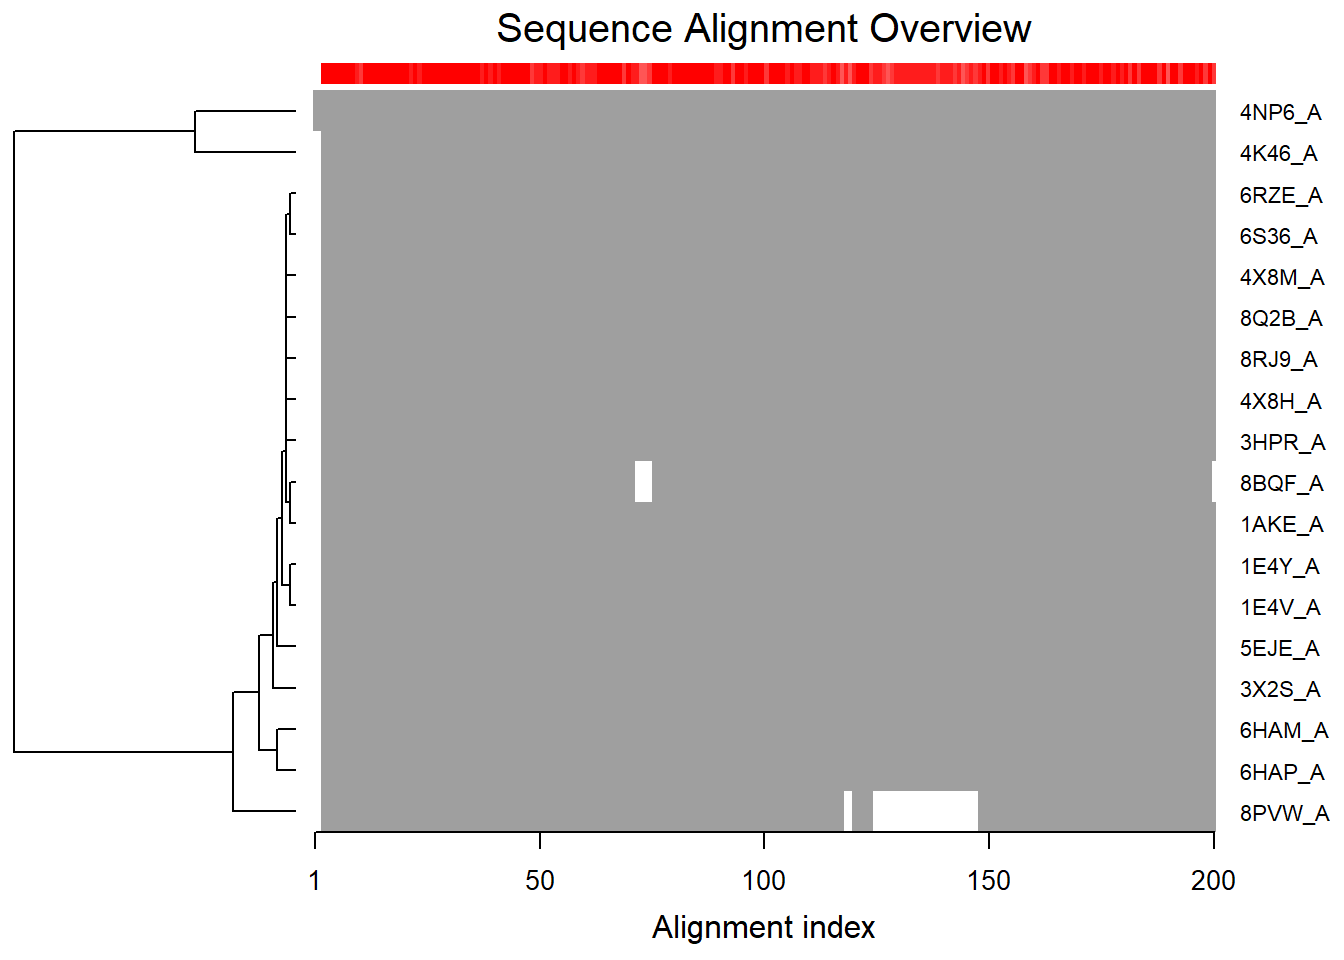 Sequence Alignment Overview
4NP6_A
4K46_A
6RZE_A
6S36_A
4X8M_A
8Q2B_A
8RJ9_A
4X8H_A
3HPR_A
8BQF_A
1AKE_A
1E4Y_A
1E4V_A
5EJE_A
3X2S_A
6HAM_A
6HAP_A
8PVW_A
1 50 100 150 200
Alignment index